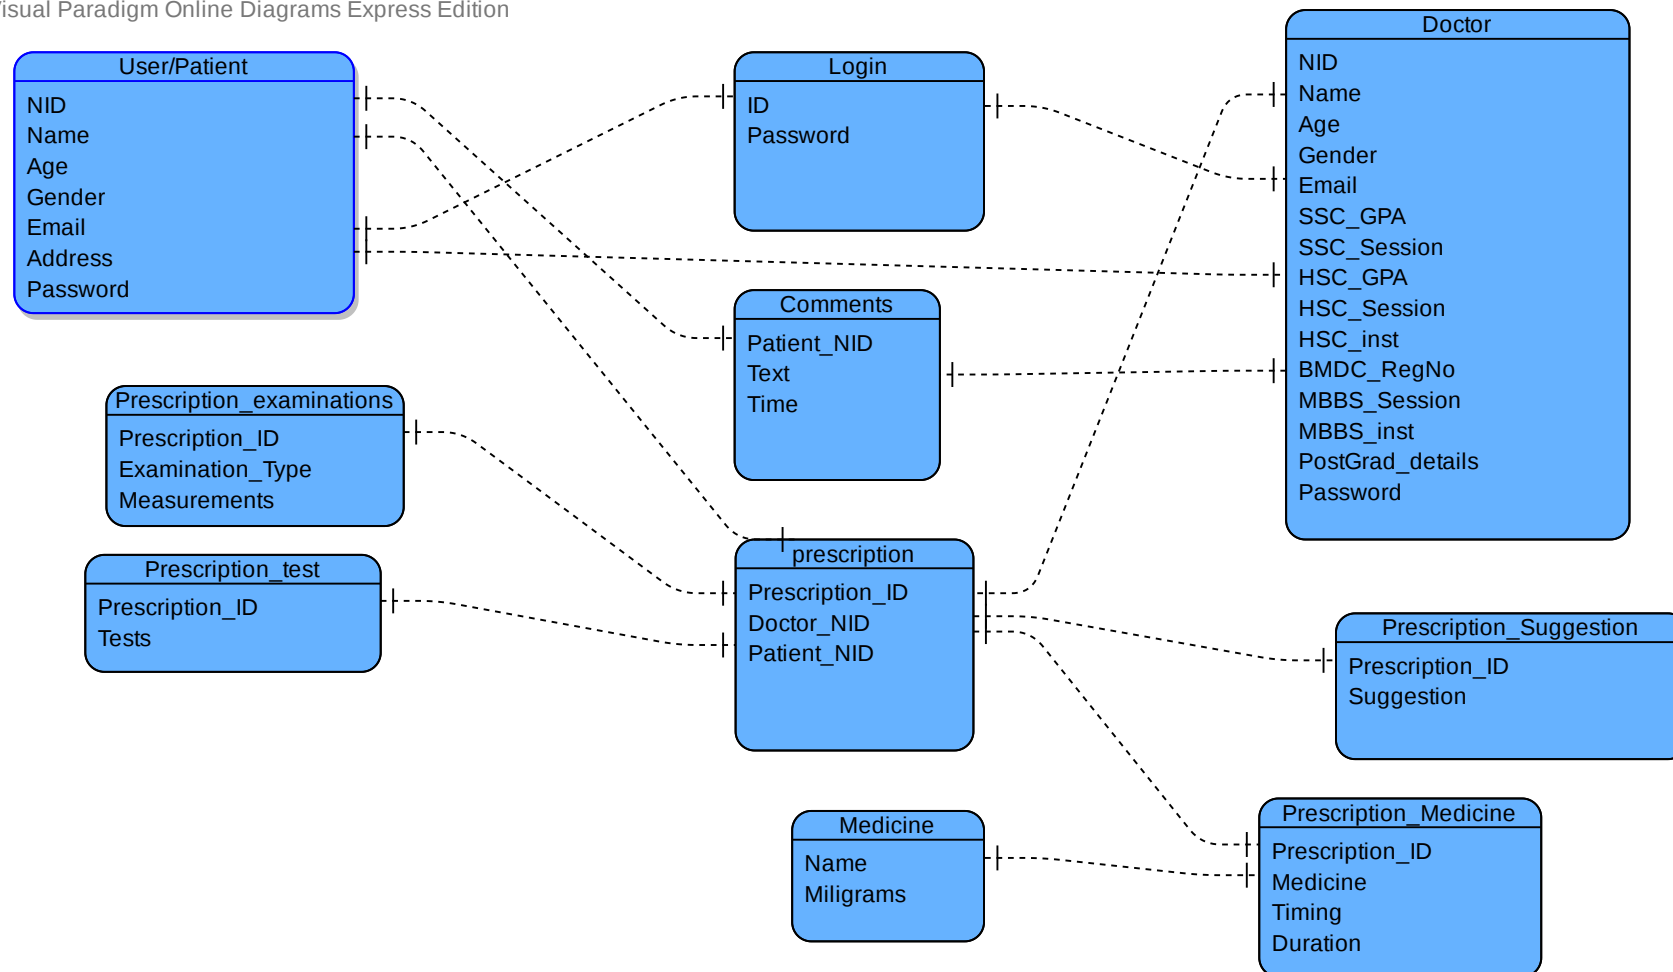 Visual Paradigm Online Diagrams Express Edition
User/Patient
NID
Name
Age
Gender
Email
Address
Password
Login
ID
Password
Doctor
NID
Name
Age
Gender
Email
SSC_GPA
SSC_Session
HSC_GPA
HSC_Session
HSC_inst
BMDC_RegNo
MBBS_Session
MBBS_inst
PostGrad_details
Password
Comments
Patient_NID
Text
Time
Prescription_examinations
Prescription_ID
Examination_Type
Measurements
Prescription_test
Prescription_ID
Tests
prescription
Prescription_ID
Doctor_NID
Patient_NID
Prescription_Suggestion
Prescription_ID
Suggestion
Medicine
Name
Miligrams
Prescription_Medicine
Prescription_ID
Medicine
Timing
Duration